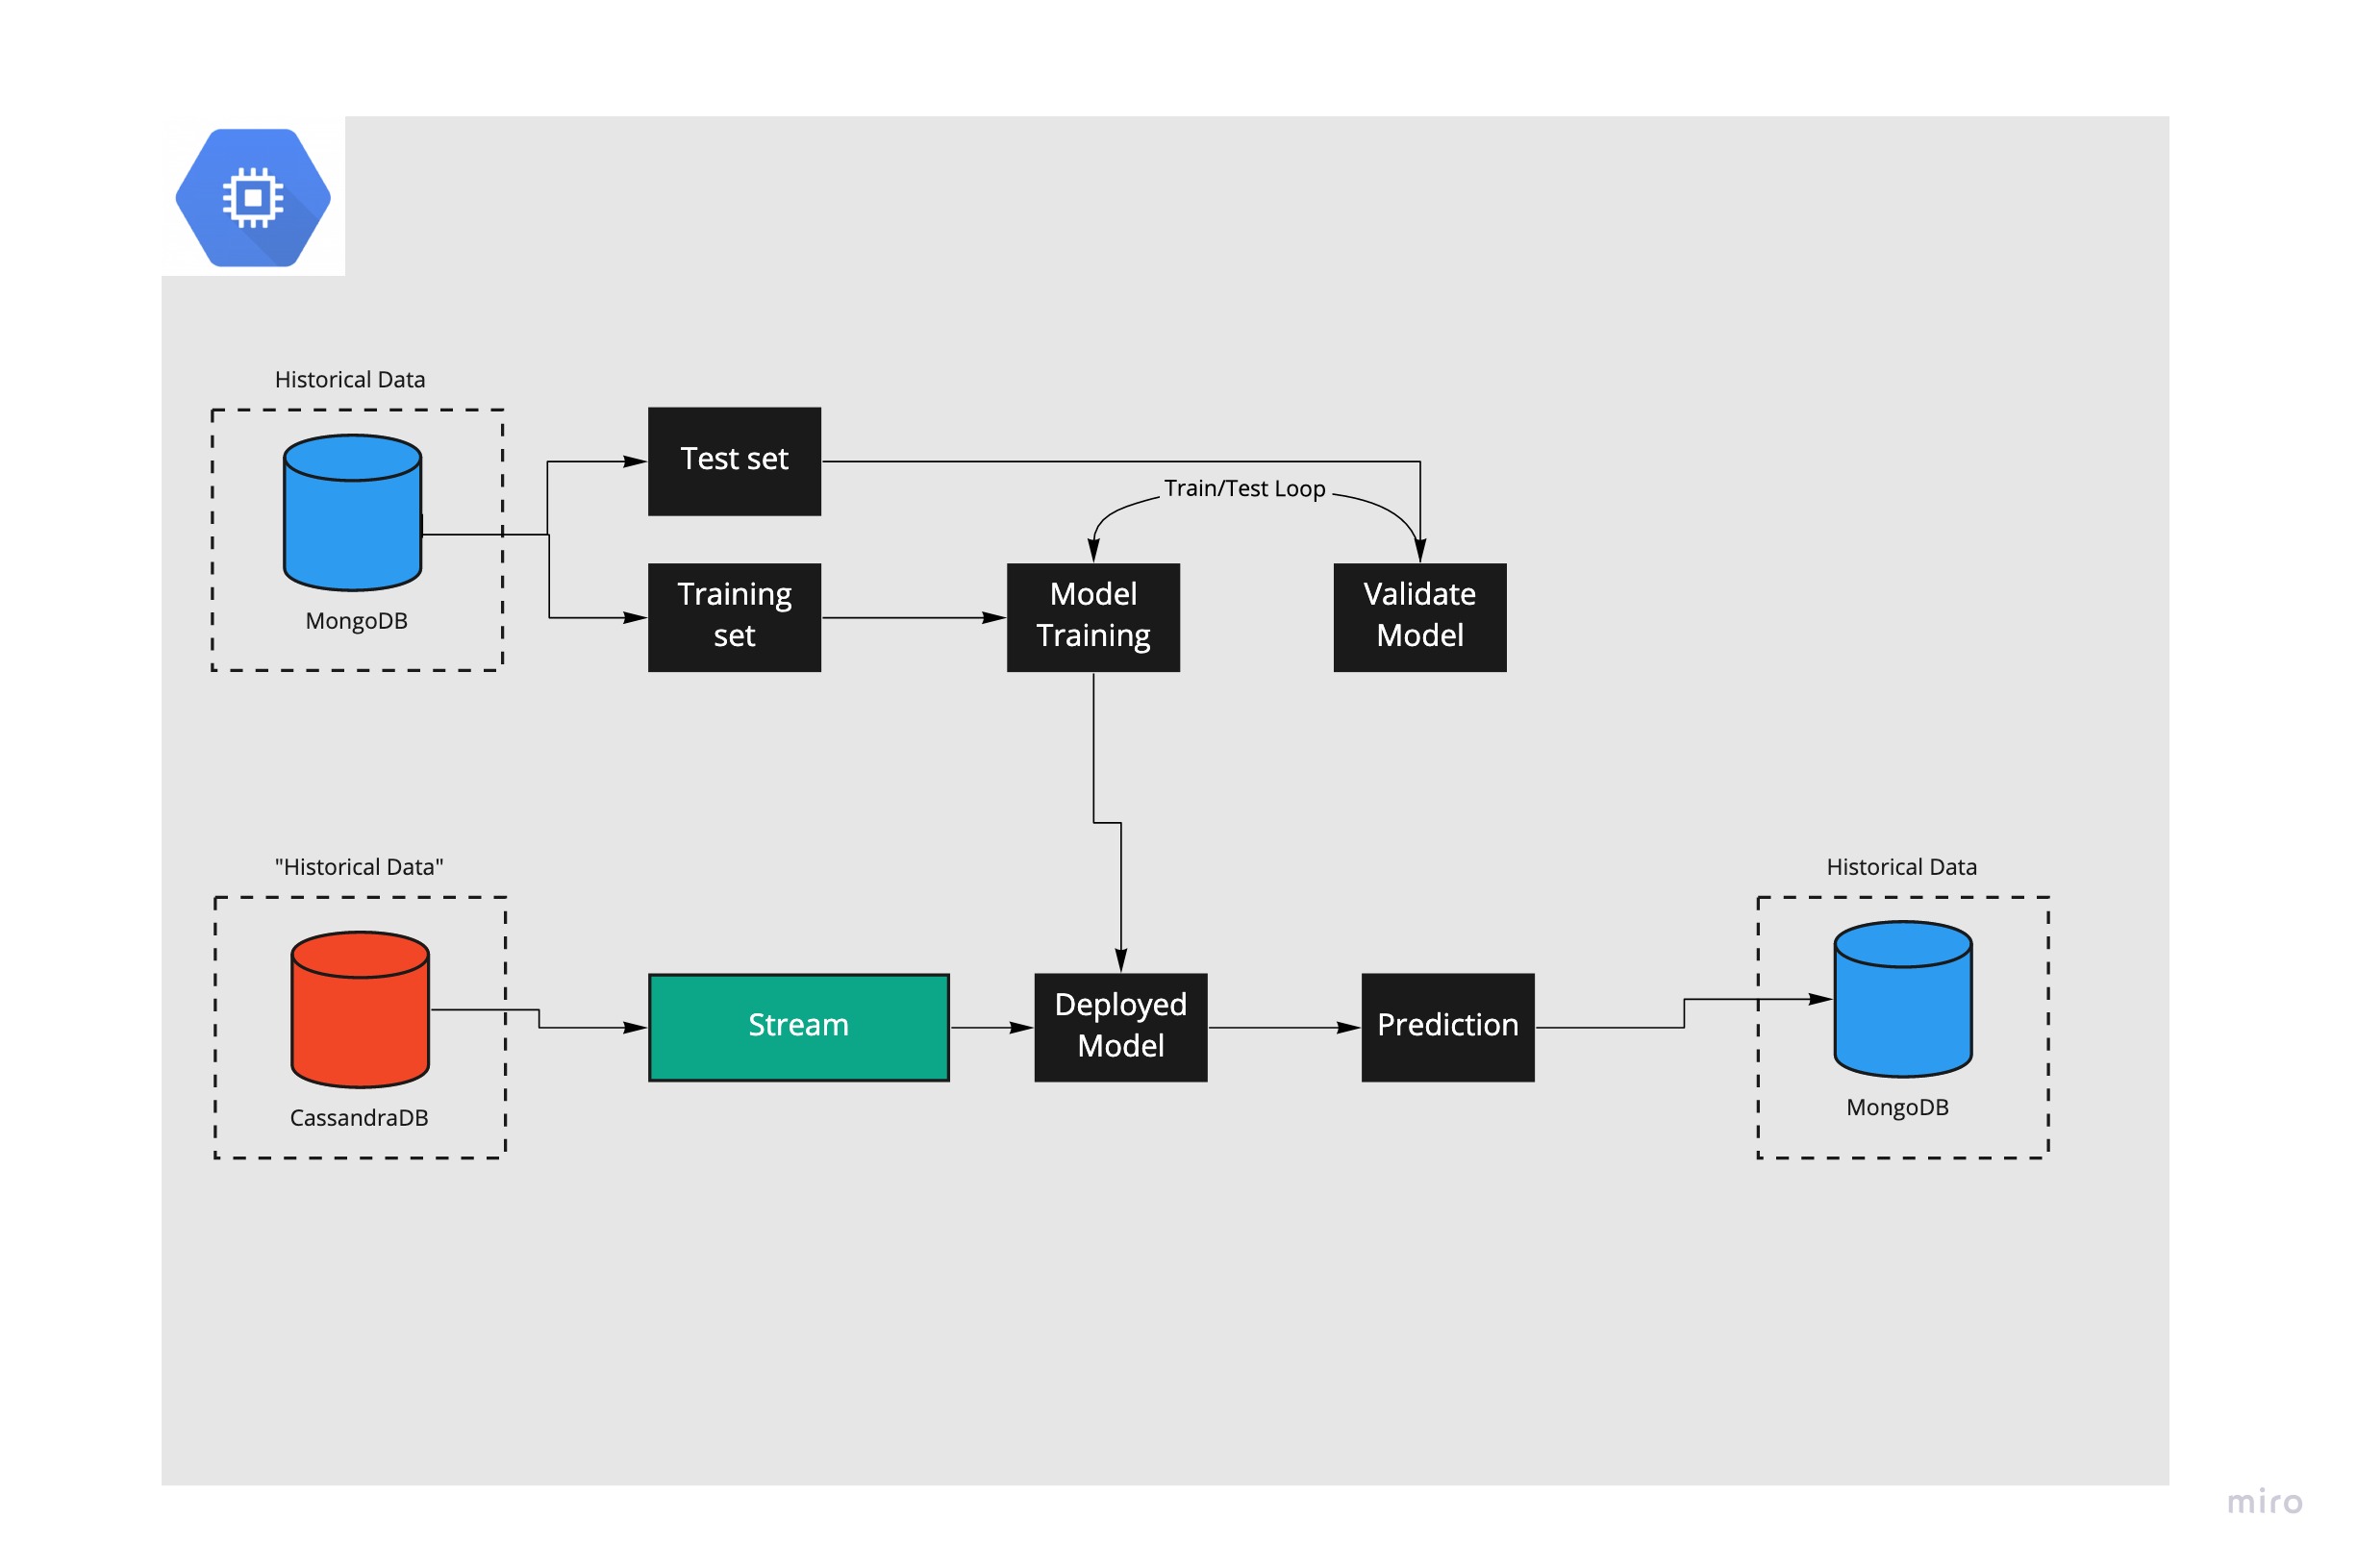 Historical Data
Test set
Train/Test Loop
Training
set
Model
Training
Validate
Model
MongoDB
"Historical Data"
Historical Data
Stream
Deployed
Model
Prediction
CassandraDB
MongoDB
miro